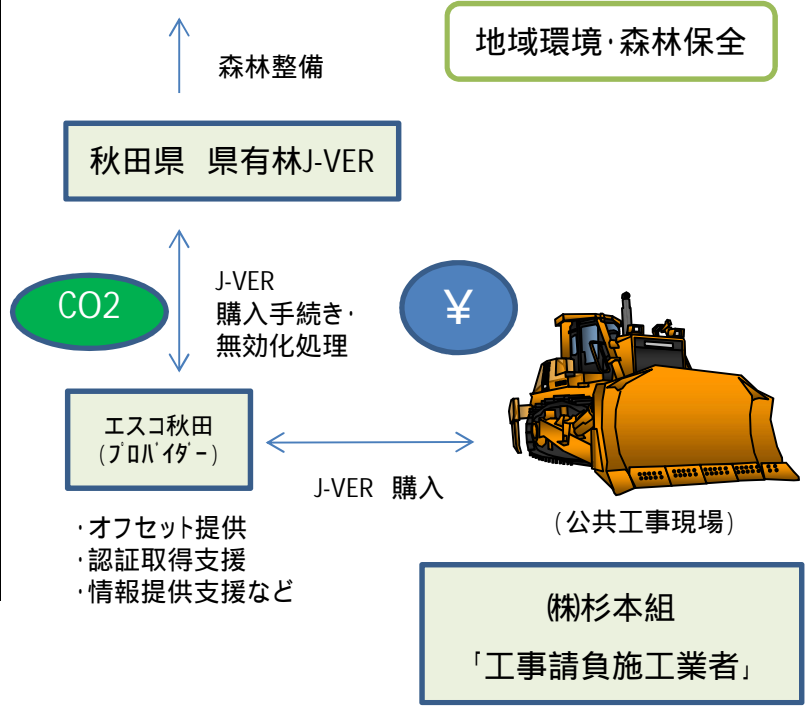 地域環境・森林保全
森林整備
秋田県 県有林J-VER
CO2
J-VER
購入手続き・
無効化処理
¥
エスコ秋田
(ﾌﾟﾛﾊﾞｲﾀﾞｰ)
J-VER 購入
・オフセット提供
・認証取得支援
・情報提供支援など
(公共工事現場)
㈱杉本組
「工事請負施工業者」